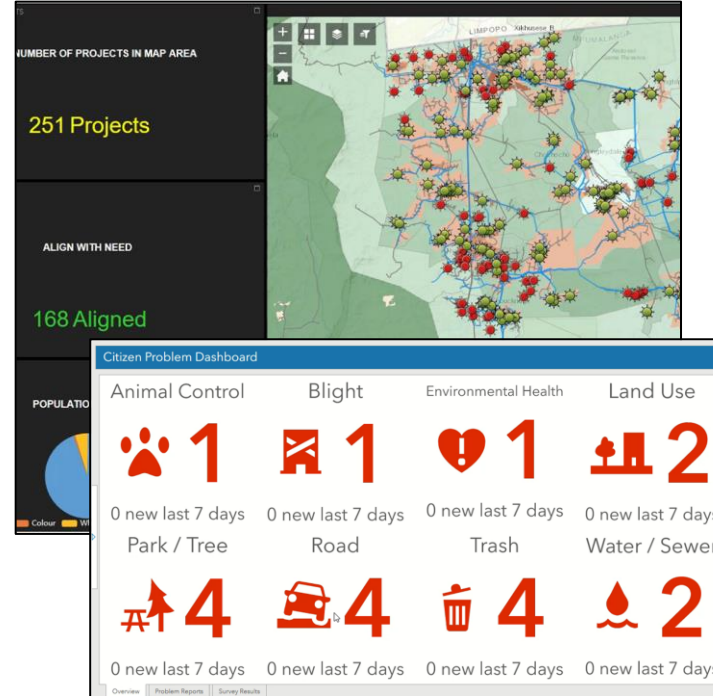 NUMBER OF PROJECTS IN MAP AREA
251 Projects
ALIGN WITH NEED
168 Aligned
POPULATIO
Colour
LIMPOPO
MPUMALANGA
Citizen Problem Dashboard
Animal Control Blight Environmental Health Land Use
1 1 1 2
0 new last 7 days 0 new last 7 days 0 new last 7 days 0 new last 7 days
Park / Tree Road Trash Water / Sewer
4 4 4 2
0 new last 7 days 0 new last 7 days 0 new last 7 days 0 new last 7 days
Overview Problem Reports Survey Results